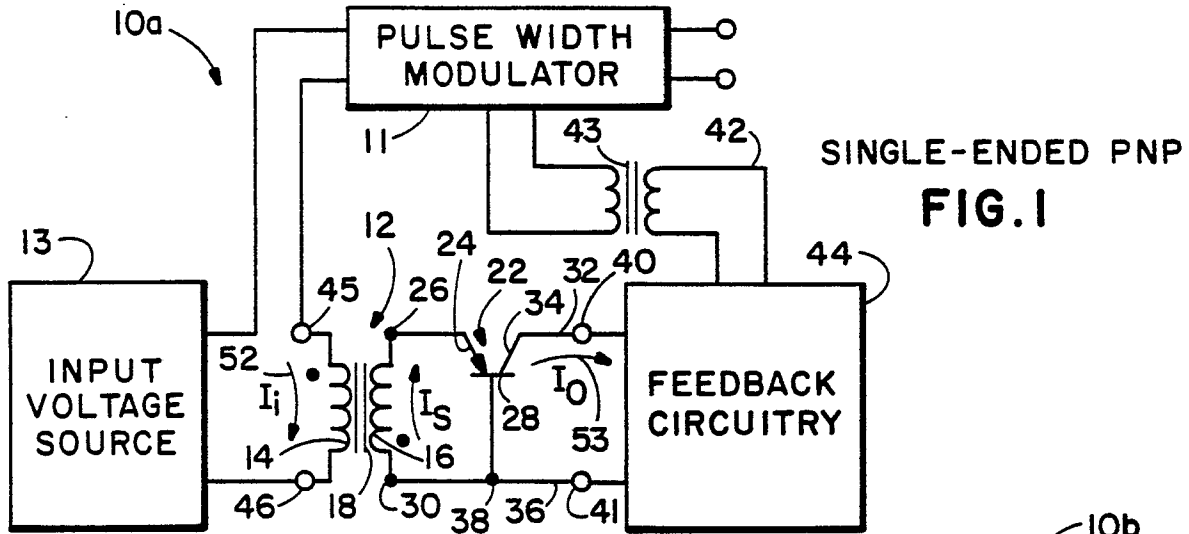 10a
PULSE WIDTH
MODULATOR
11
43
42
SINGLE-ENDED PNP
FIG.1
13
12
24
22
32
40
44
45
26
34
52
Ii
INPUT
VOLTAGE
SOURCE
IS
IO
28
53
FEEDBACK
CIRCUITRY
14
16
46
18
30
38
36
41
10b